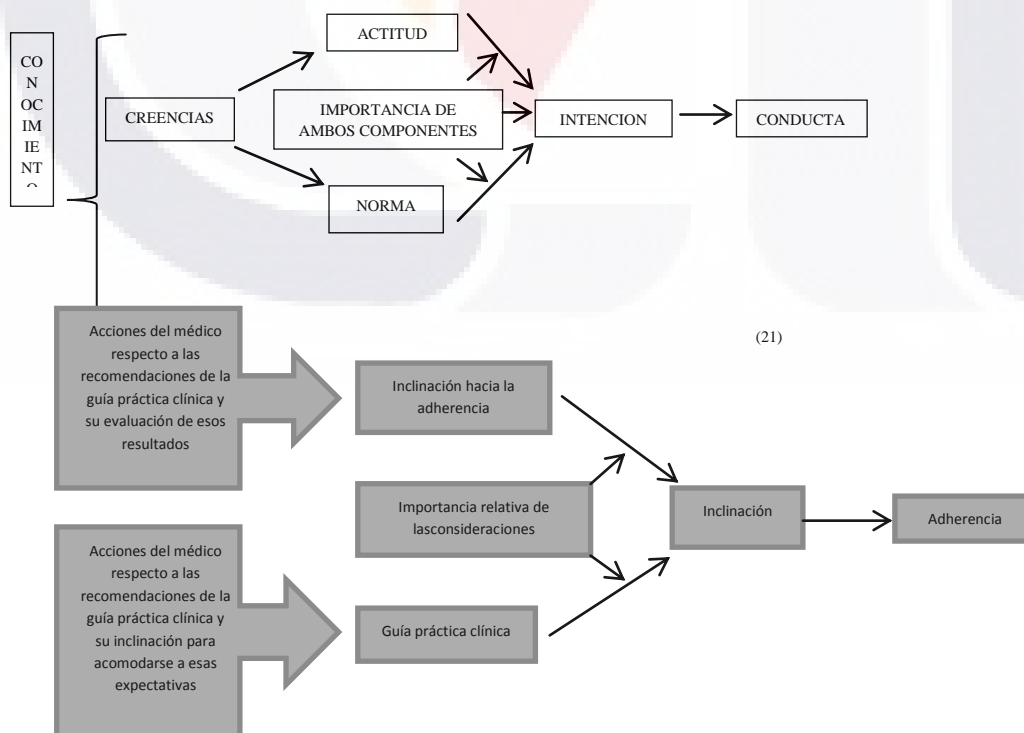 CO
N
OC
IM
IE
NT
O
ACTITUD
CREENCIAS
IMPORTANCIA DE
AMBOS COMPONENTES
INTENCION
CONDUCTA
NORMA
(21)
Acciones del médico
respecto a las
recomendaciones de la
guía práctica clínica y
su evaluación de esos
resultados
Inclinación hacia la
adherencia
Importancia relativa de
lasconsideraciones
Inclinación
Adherencia
Acciones del médico
respecto a las
recomendaciones de la
guía práctica clínica y
su inclinación para
acomodarse a esas
expectativas
Guía práctica clínica